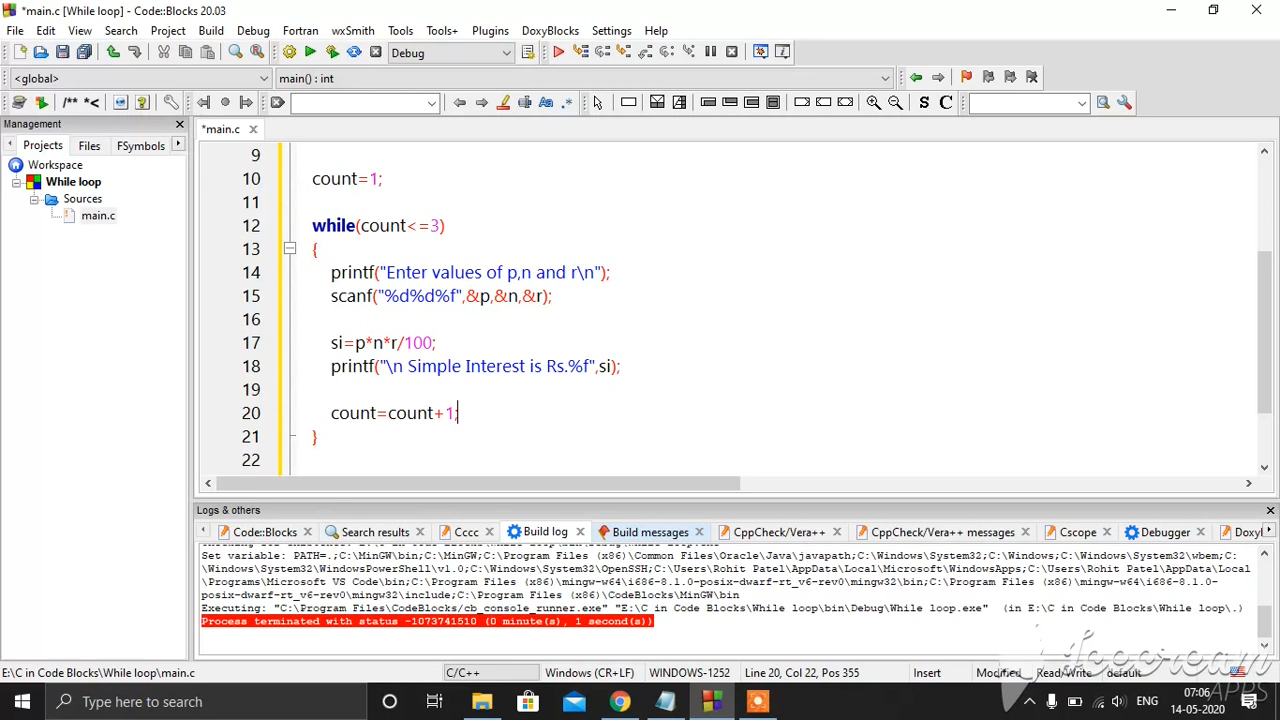 *main.c [While loop] - Code::Blocks 20.03
File Edit View Search Project Build Debug Fortran wxSmith Tools Tools+ Plugins DoxyBlocks Settings Help
Debug
<global> main() : int
/** *< Aa .* S C
Management
*main.c
Projects Files FSymbols
Workspace
While loop
Sources
main.c
9
10 count=1;
11
12 while(count<=3)
13 {
14 printf("Enter values of p,n and r\n");
15 scanf("%d%d%f",&p,&n,&r);
16
17 si=p*n*r/100;
18 printf("\n Simple Interest is Rs.%f",si);
19
20 count=count+1;
21 }
22
Logs & others
Code::Blocks Search results Cccc Build log Build messages CppCheck/Vera++ CppCheck/Vera++ messages Cscope Debugger
Set variable: PATH=.;C:\MinGW\bin;C:\MinGW;C:\Program Files (x86)\Common Files\Oracle\Java\javapath;C:\Windows\System32;C:\Windows;C:\Windows\System32\wbem;C:
\Windows\System32\WindowsPowerShell\v1.0;C:\Windows\System32\OpenSSH;C:\Users\Rohit Patel\AppData\Local\Microsoft\WindowsApps;C:\Users\Rohit Patel\AppData\Local
\Programs\Microsoft VS Code\bin;C:\Program Files (x86)\mingw-w64\i686-8.1.0-posix-dwarf-rt_v6-rev0\mingw32\bin;C:\Program Files (x86)\mingw-w64\i686-8.1.0-
posix-dwarf-rt_v6-rev0\mingw32\include;C:\Program Files (x86)\CodeBlocks\MinGW\bin
Executing: "C:\Program Files\CodeBlocks/cb_console_runner.exe" "E:\C in Code Blocks\While loop\bin\Debug\While loop.exe" (in E:\C in Code Blocks\While loop\.)
Process terminated with status -1073741510 (0 minute(s), 1 second(s))
E:\C in Code Blocks\While loop\main.c C/C++ Windows (CR+LF) WINDOWS-1252 Line 20, Col 22, Pos 355 Insert Modified Read/Write default
Type here to search ENG 07:06
14-05-2020
APPS